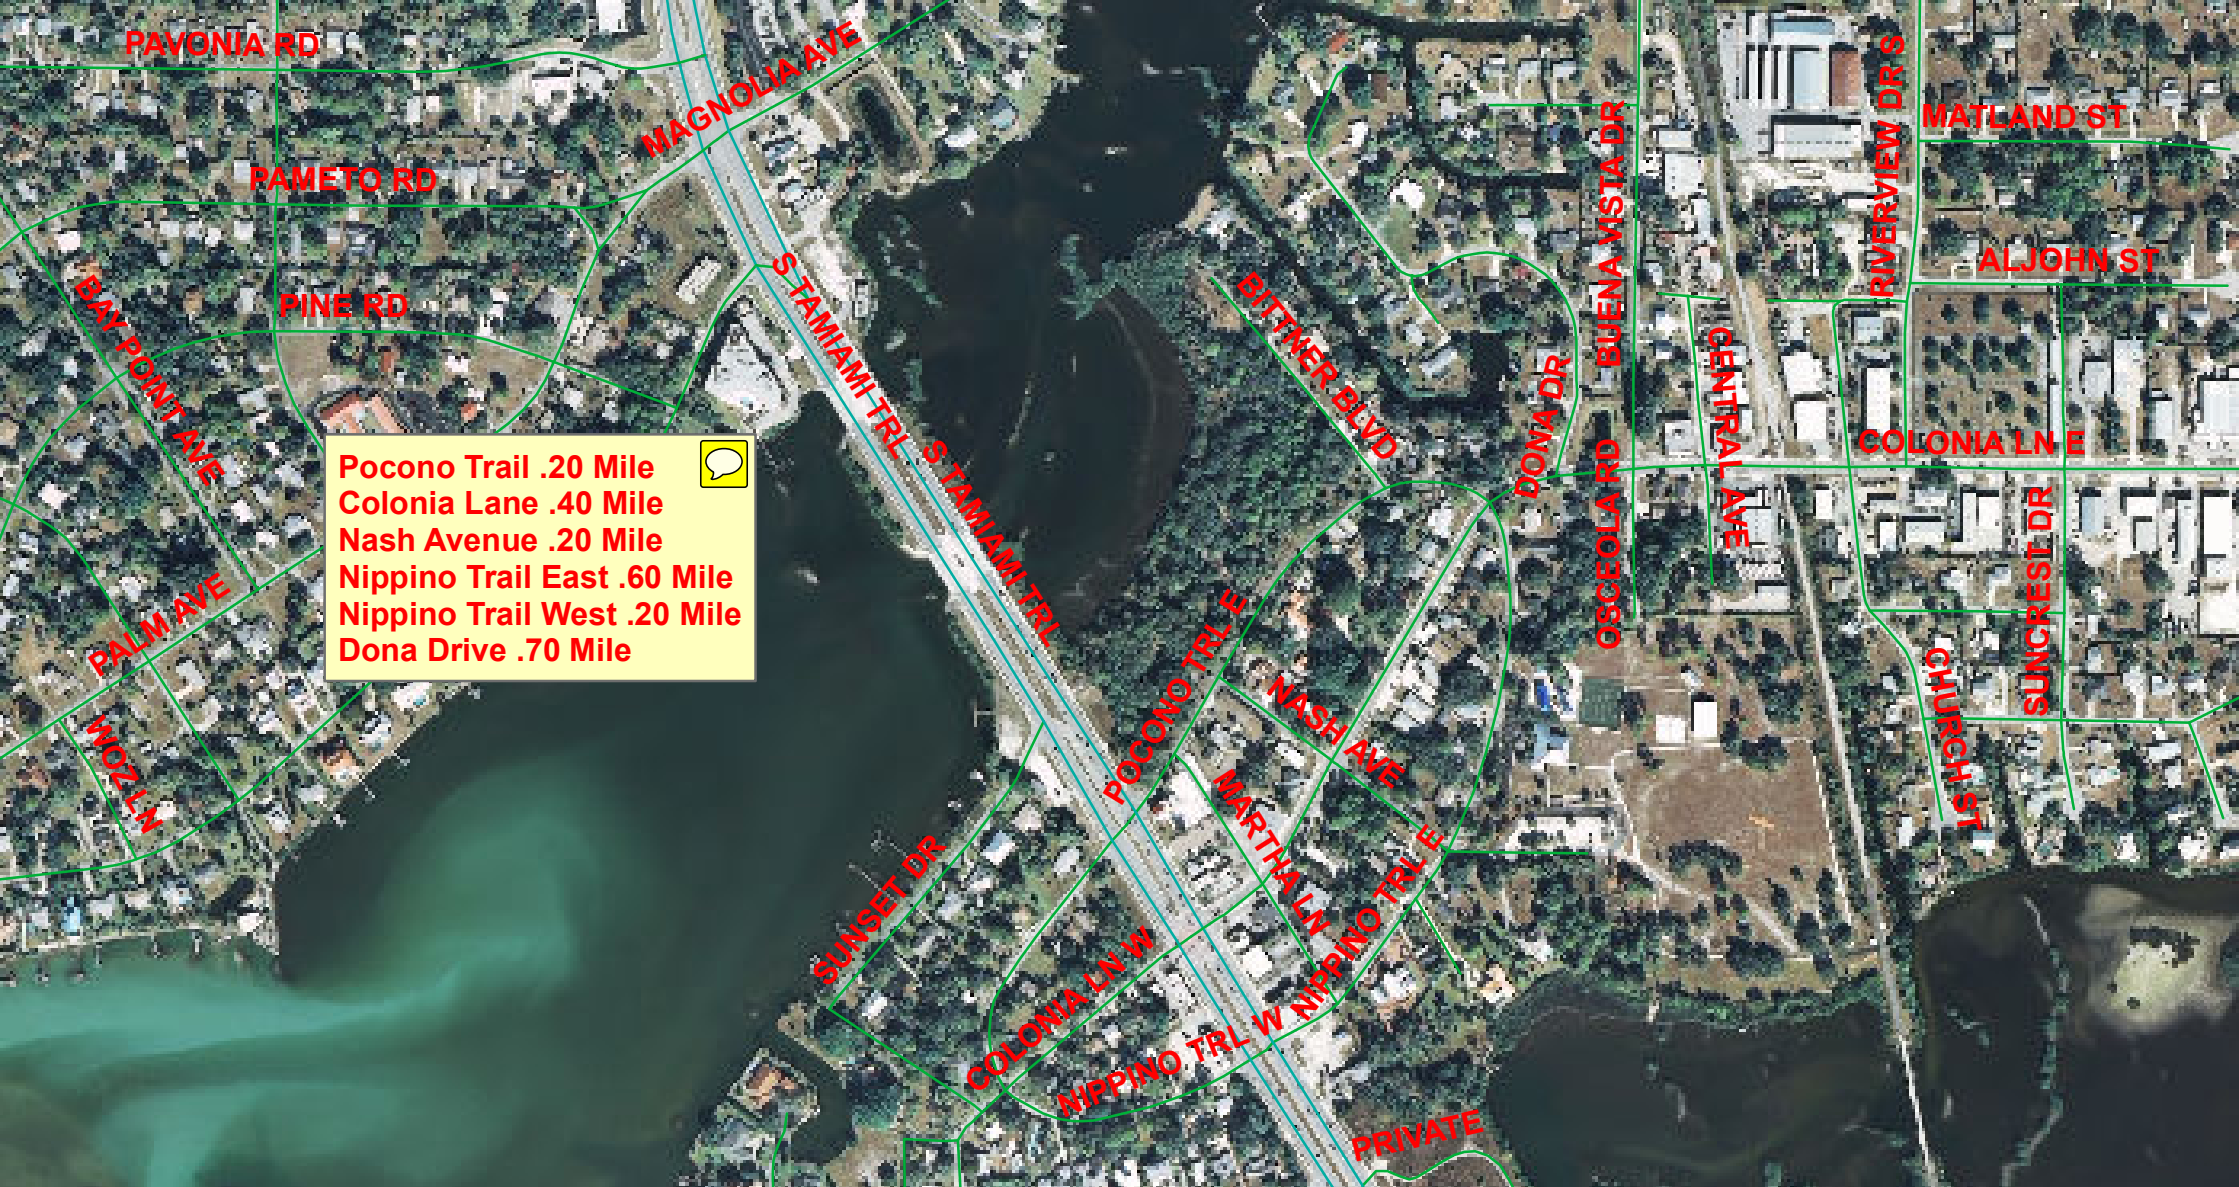 PAVONIA RD
MAGNOLIA AVE
RIVERVIEW DR S
MATLAND ST
BUENA VISTA DR
PAMETO RD
ALJOHN ST
S TAMIAMI TRL
BITTNER BLVD
BAY POINT AVE
PINE RD
CENTRAL AVE
DONA DR
COLONIA LN E
S TAMIAMI TRL
OSCEOLA RD
Pocono Trail .20 Mile
Colonia Lane .40 Mile
Nash Avenue .20 Mile
Nippino Trail East .60 Mile
Nippino Trail West .20 Mile
Dona Drive .70 Mile
SUNCREST DR
PALM AVE
POCONO TRL E
NASH AVE
CHURCH ST
WOZ LN
MARTHA LN
SUNSET DR
NIPPINO TRL E
COLONIA LN W
NIPPINO TRL W
PRIVATE